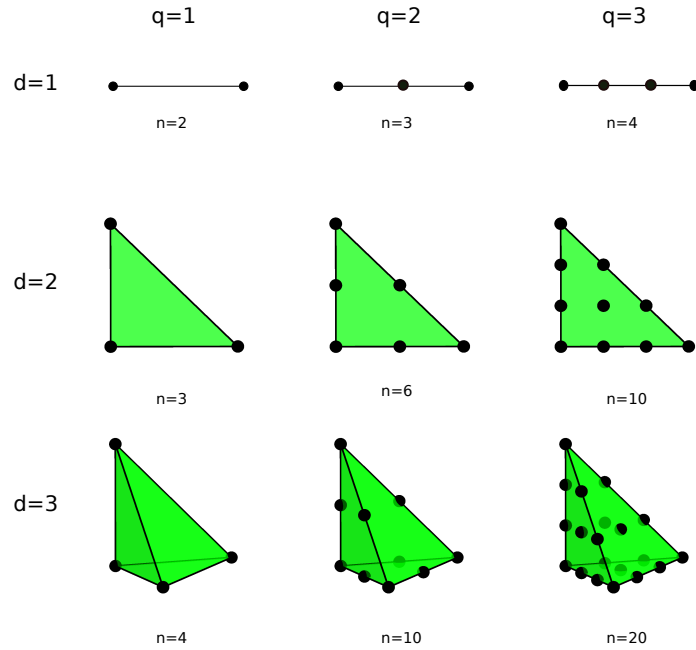 q=1 q=2 q=3
d=1
n=2 n=3 n=4
d=2
n=3 n=6 n=10
d=3
n=4 n=10 n=20